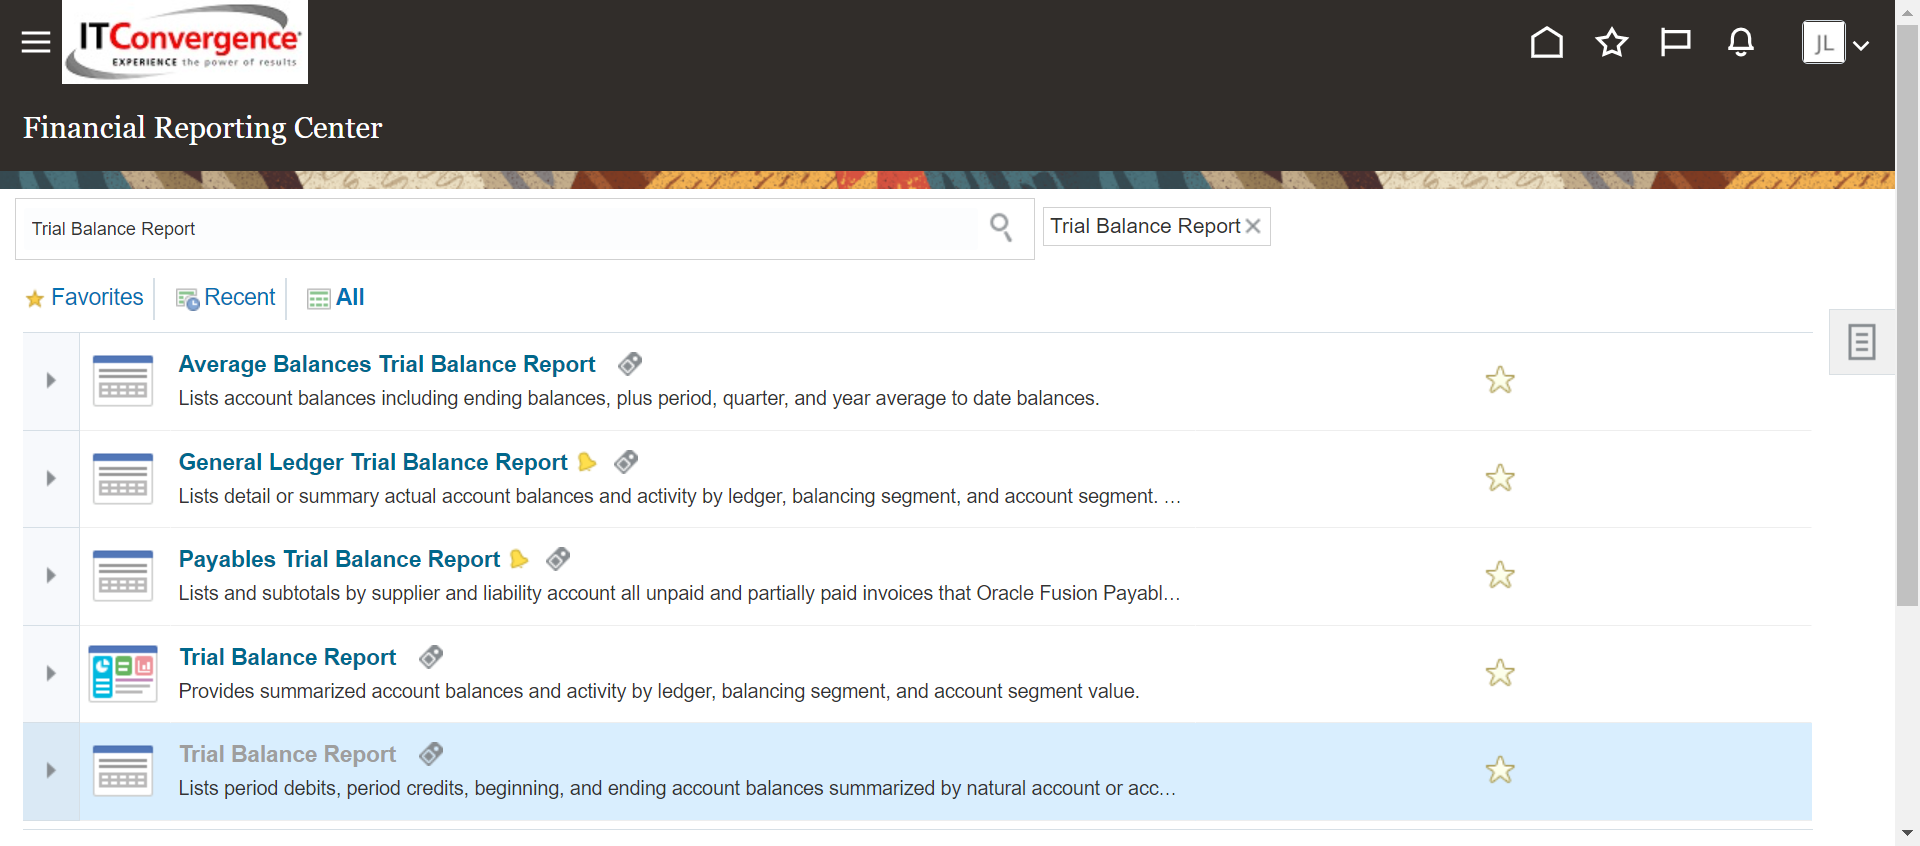 ITConvergence
EXPERIENCE the power of results
JL
Financial Reporting Center
Trial Balance Report
Trial Balance Report
Favorites
Recent
All
Average Balances Trial Balance Report
Lists account balances including ending balances, plus period, quarter, and year average to date balances.
General Ledger Trial Balance Report
Lists detail or summary actual account balances and activity by ledger, balancing segment, and account segment. ...
Payables Trial Balance Report
Lists and subtotals by supplier and liability account all unpaid and partially paid invoices that Oracle Fusion Payabl...
Trial Balance Report
Provides summarized account balances and activity by ledger, balancing segment, and account segment value.
Trial Balance Report
Lists period debits, period credits, beginning, and ending account balances summarized by natural account or acc...